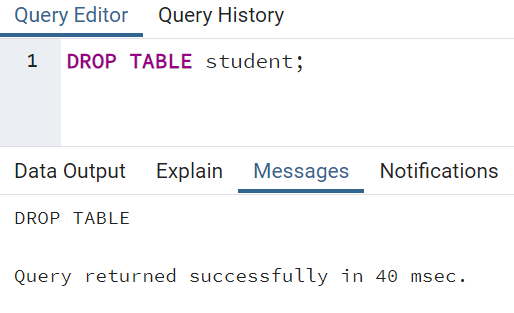 Query Editor Query History
1 DROP TABLE student;
Data Output Explain Messages Notifications
DROP TABLE
Query returned successfully in 40 msec.